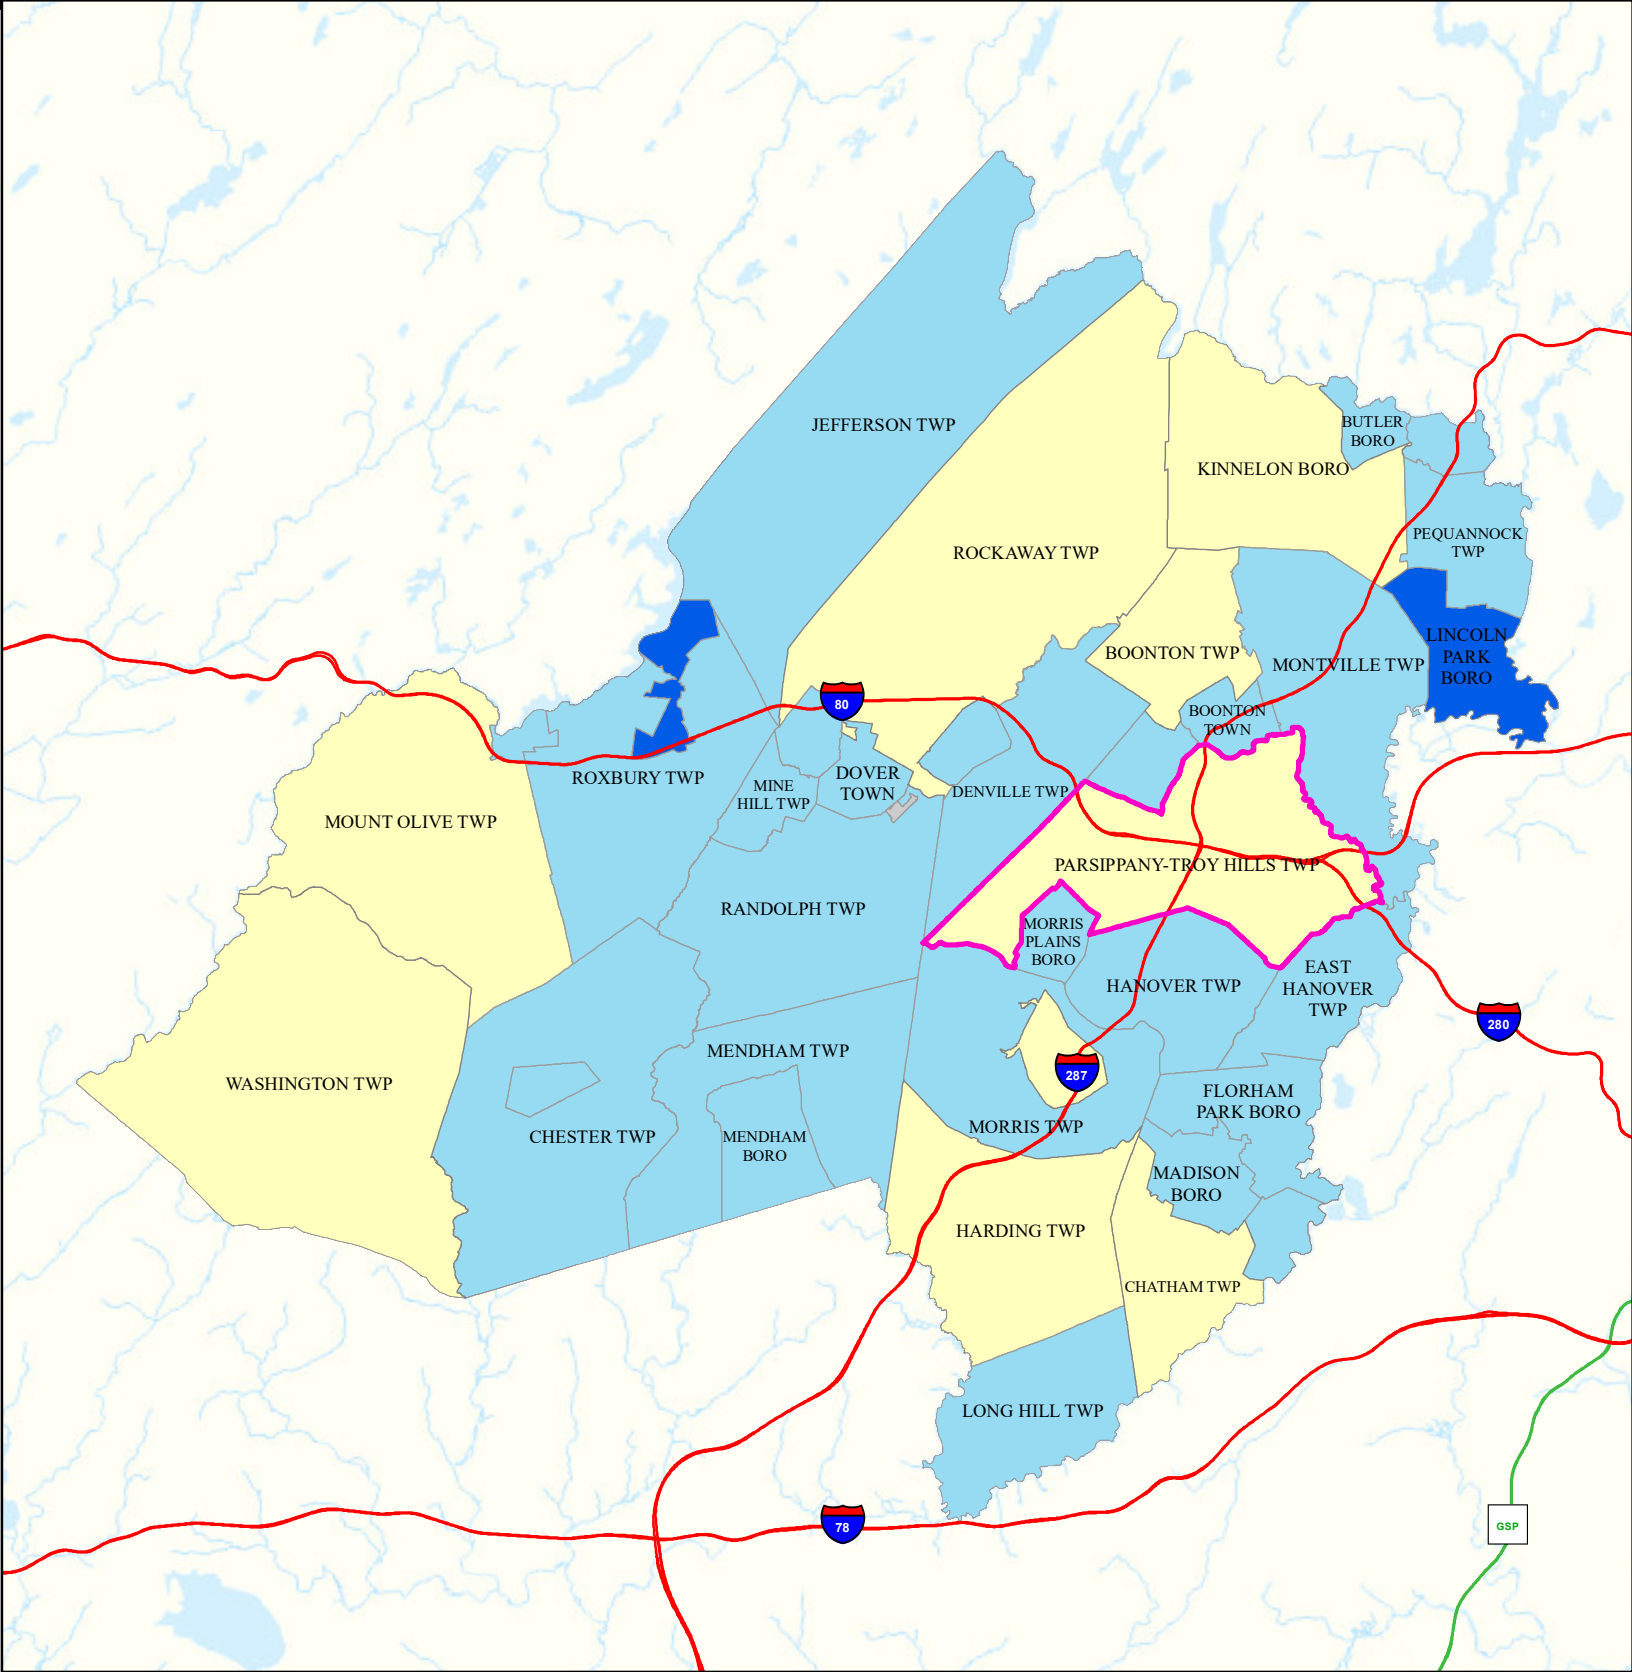 JEFFERSON TWP
BUTLER
BORO
KINNELON BORO
PEQUANNOCK
TWP
ROCKAWAY TWP
LINCOLN
PARK
BORO
BOONTON TWP
MONTVILLE TWP
80
BOONTON
TOWN
ROXBURY TWP
MINE
HILL TWP
DOVER
TOWN
DENVILLE TWP
MOUNT OLIVE TWP
PARSIPPANY-TROY HILLS TWP
RANDOLPH TWP
MORRIS
PLAINS
BORO
HANOVER TWP
EAST
HANOVER
TWP
280
MENDHAM TWP
287
WASHINGTON TWP
FLORHAM
PARK BORO
CHESTER TWP
MENDHAM
BORO
MORRIS TWP
MADISON
BORO
HARDING TWP
CHATHAM TWP
LONG HILL TWP
78
GSP